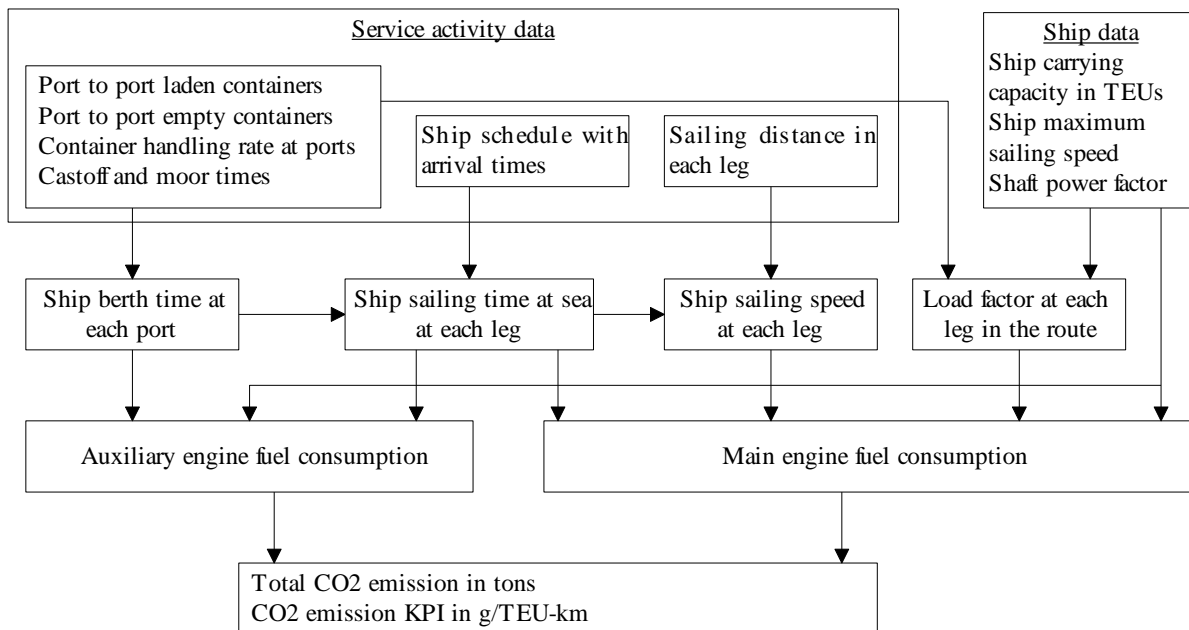 Service activity data
Port to port laden containers
Port to port empty containers
Container handling rate at ports
Castoff and moor times
Ship schedule with
arrival times
Sailing distance in
each leg
Ship data
Ship carrying
capacity in TEUs
Ship maximum
sailing speed
Shaft power factor
Ship berth time at
each port
Ship sailing time at sea
at each leg
Ship sailing speed
at each leg
Load factor at each
leg in the route
Auxiliary engine fuel consumption
Main engine fuel consumption
Total CO2 emission in tons
CO2 emission KPI in g/TEU-km